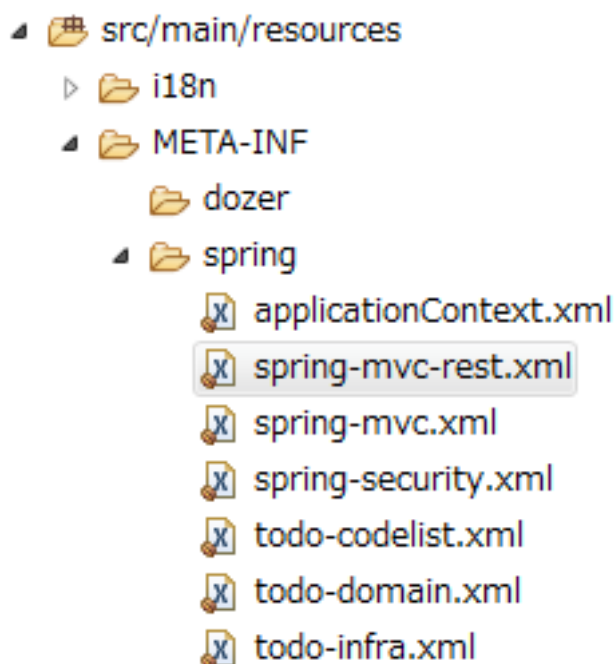 src/main/resources
i18n
META-INF
dozer
spring
applicationContext.xml
spring-mvc-rest.xml
spring-mvc.xml
spring-security.xml
todo-codelist.xml
todo-domain.xml
todo-infra.xml